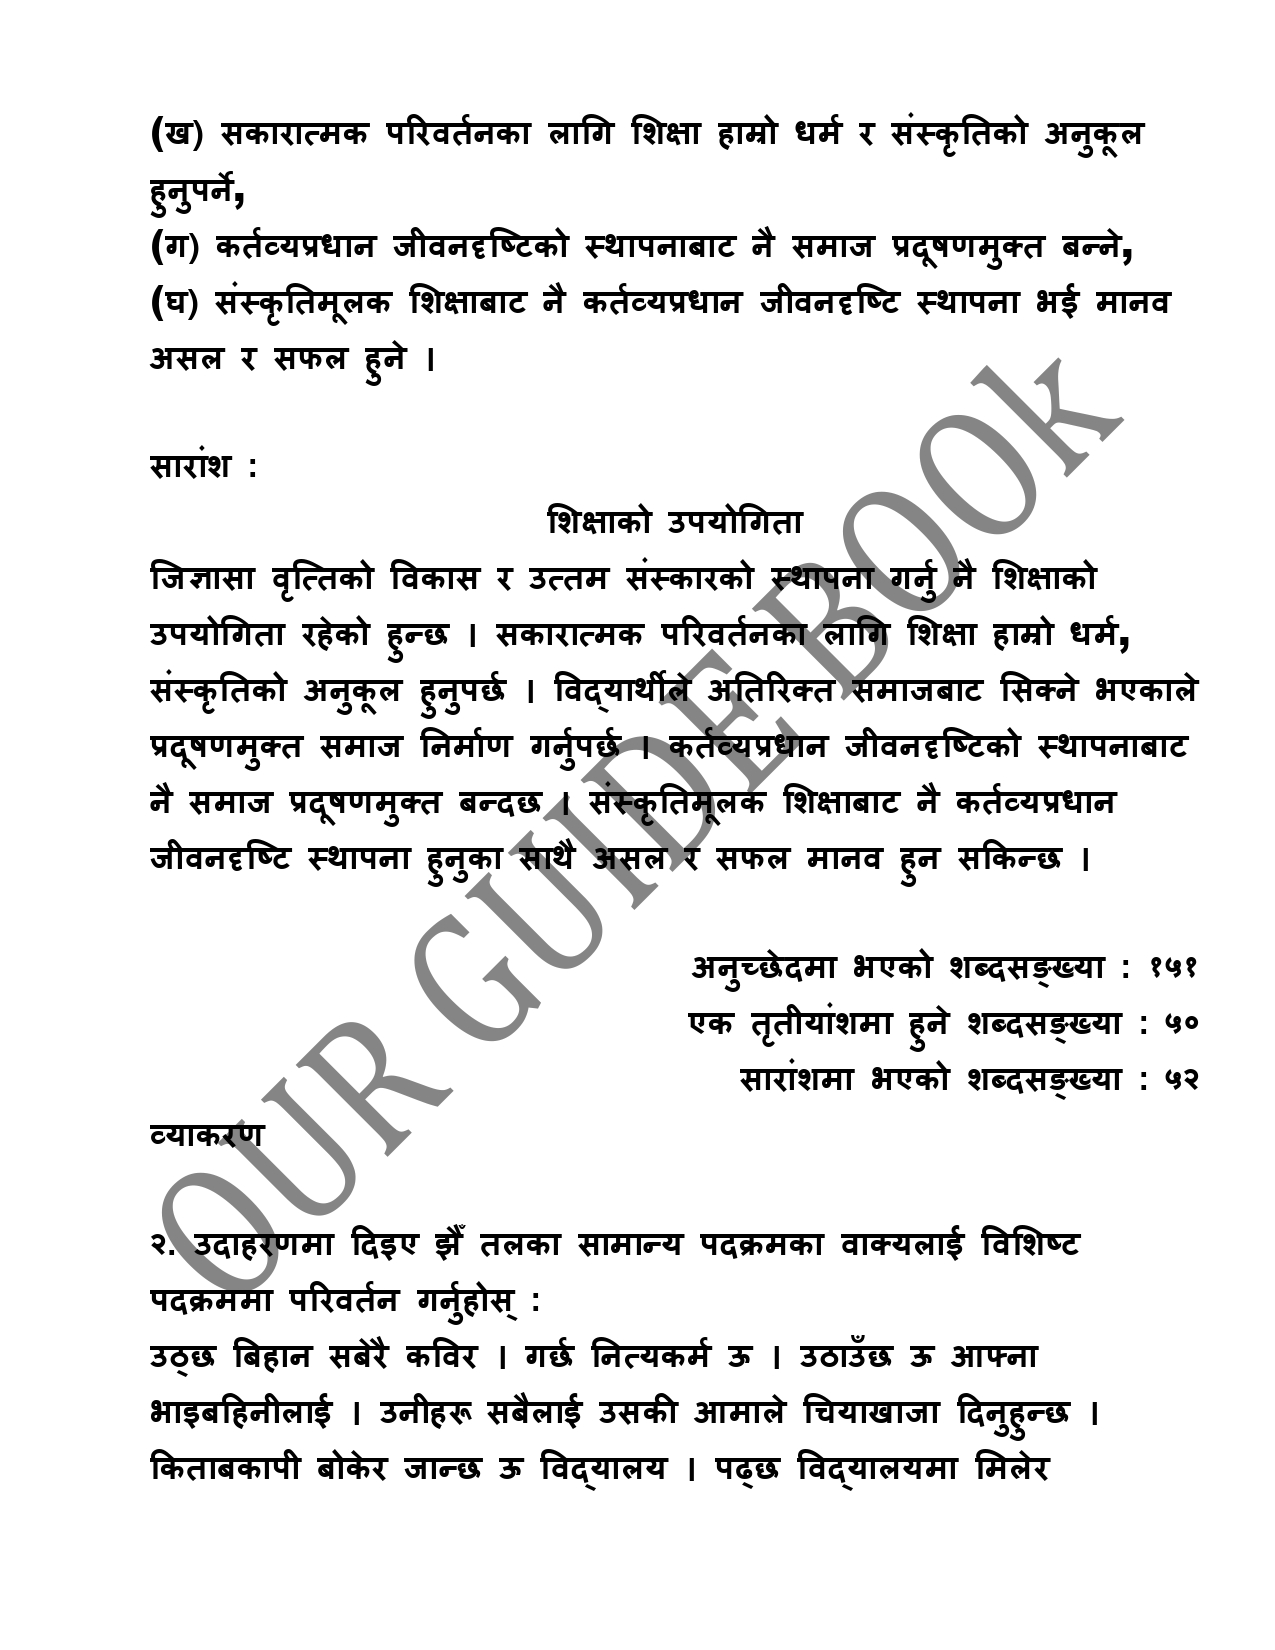 (ख) सकारात्मक परिवर्तनका लागि शिक्षा हाम्रो धर्म र संस्कृतिको अनुकूल
हुनुपर्ने,
(ग) कर्तव्यप्रधान जीवनदृष्टिको स्थापनाबाट नै समाज प्रदूषणमुक्त बन्ने,
(घ) संस्कृतिमूलक शिक्षाबाट नै कर्तव्यप्रधान जीवनदृष्टि स्थापना भई मानव
असल र सफल हुने ।
सारांश :
शिक्षाको उपयोगिता
जिज्ञासा वृत्तिको विकास र उत्तम संस्कारको स्थापना गर्नु नै शिक्षाको
उपयोगिता रहेको हुन्छ । सकारात्मक परिवर्तनका लागि शिक्षा हाम्रो धर्म,
संस्कृतिको अनुकूल हुनुपर्छ । विद्यार्थीले अतिरिक्त समाजबाट सिक्ने भएकाले
प्रदूषणमुक्त समाज निर्माण गर्नुपर्छ । कर्तव्यप्रधान जीवनदृष्टिको स्थापनाबाट
नै समाज प्रदूषणमुक्त बन्दछ । संस्कृतिमूलक शिक्षाबाट नै कर्तव्यप्रधान
जीवनदृष्टि स्थापना हुनुका साथै असल र सफल मानव हुन सकिन्छ ।
अनुच्छेदमा भएको शब्दसङ्ख्या : १५१
एक तृतीयांशमा हुने शब्दसङ्ख्या : ५०
सारांशमा भएको शब्दसङ्ख्या : ५२
व्याकरण
२. उदाहरणमा दिइए झैँ तलका सामान्य पदक्रमका वाक्यलाई विशिष्ट
पदक्रममा परिवर्तन गर्नुहोस् :
उठ्छ बिहान सबेरै कविर । गर्छ नित्यकर्म ऊ । उठाउँछ ऊ आफ्ना
भाइबहिनीलाई । उनीहरू सबैलाई उसकी आमाले चियाखाजा दिनुहुन्छ ।
किताबकापी बोकेर जान्छ ऊ विद्यालय । पढ्छ विद्यालयमा मिलेर
OUR GUIDE BOOk